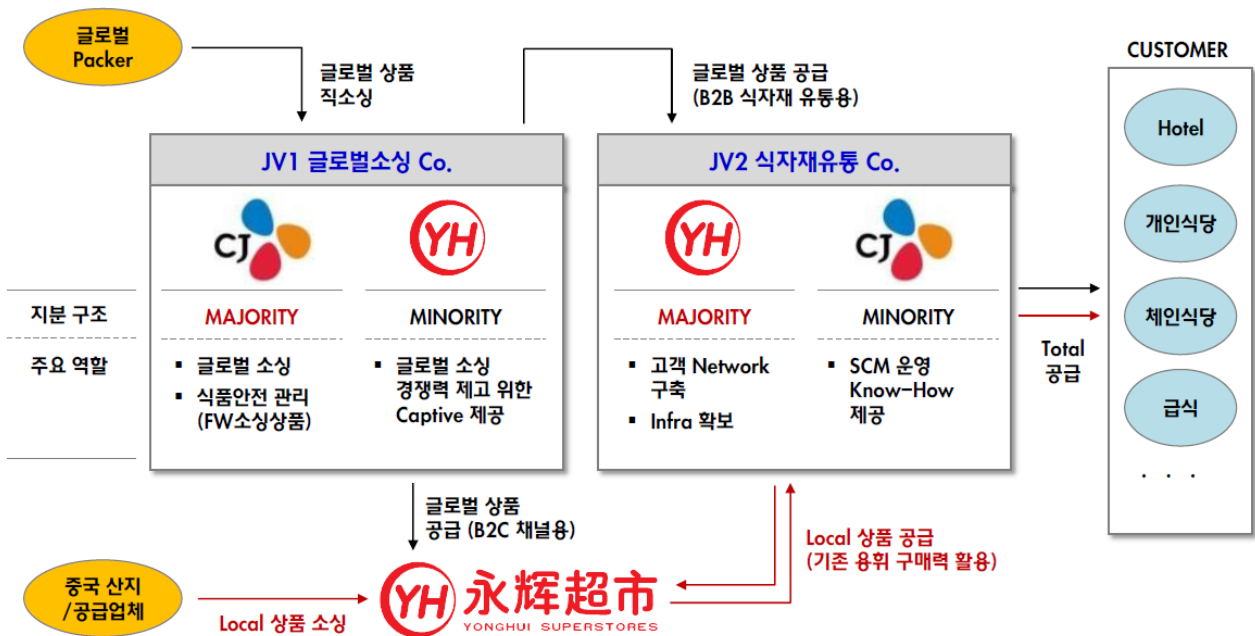 글로벌
Packer
글로벌 상품
직소싱
글로벌 상품 공급
(B2B 식자재 유통용)
CUSTOMER
JV1 글로벌소싱 Co.
JV2 식자재유통 Co.
CJ
YH
YH
CJ
Hotel
개인식당
체인식당
급식
· · ·
지분 구조
MAJORITY
MINORITY
MAJORITY
MINORITY
주요 역할
▪ 글로벌 소싱
▪ 식품안전 관리
(FW소싱상품)
▪ 글로벌 소싱
경쟁력 제고 위한
Captive 제공
▪ 고객 Network
구축
▪ Infra 확보
▪ SCM 운영
Know-How
제공
Total
공급
글로벌 상품
공급 (B2C 채널용)
Local 상품 공급
(기존 용휘 구매력 활용)
중국 산지
/공급업체
Local 상품 소싱
YH 永辉超市
YONGHUI SUPERSTORES